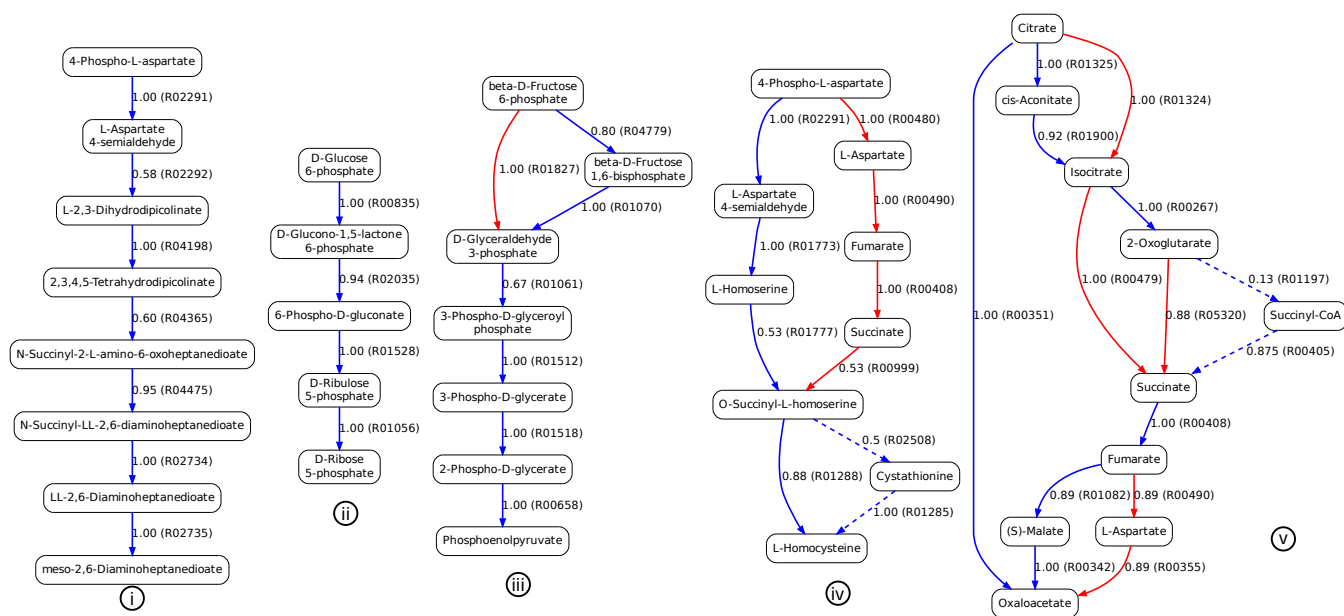 4-Phospho-L-aspartate
1.00 (R02291)
L-Aspartate
4-semialdehyde
0.58 (R02292)
L-2,3-Dihydrodipicolinate
1.00 (R04198)
2,3,4,5-Tetrahydrodipicolinate
0.60 (R04365)
N-Succinyl-2-L-amino-6-oxoheptanedioate
0.95 (R04475)
N-Succinyl-LL-2,6-diaminoheptanedioate
1.00 (R02734)
LL-2,6-Diaminoheptanedioate
1.00 (R02735)
meso-2,6-Diaminoheptanedioate
i
D-Glucose
6-phosphate
1.00 (R00835)
D-Glucono-1,5-lactone
6-phosphate
0.94 (R02035)
6-Phospho-D-gluconate
1.00 (R01528)
D-Ribulose
5-phosphate
1.00 (R01056)
D-Ribose
5-phosphate
ii
beta-D-Fructose
6-phosphate
0.80 (R04779)
1.00 (R01827)
beta-D-Fructose
1,6-bisphosphate
1.00 (R01070)
D-Glyceraldehyde
3-phosphate
0.67 (R01061)
3-Phospho-D-glyceroyl
phosphate
1.00 (R01512)
3-Phospho-D-glycerate
1.00 (R01518)
2-Phospho-D-glycerate
1.00 (R00658)
Phosphoenolpyruvate
iii
4-Phospho-L-aspartate
1.00 (R02291)
1.00 (R00480)
L-Aspartate
L-Aspartate
4-semialdehyde
1.00 (R00490)
1.00 (R01773)
Fumarate
L-Homoserine
1.00 (R00408)
0.53 (R01777)
Succinate
0.53 (R00999)
O-Succinyl-L-homoserine
0.5 (R02508)
0.88 (R01288)
Cystathionine
1.00 (R01285)
L-Homocysteine
iv
Citrate
1.00 (R01325)
1.00 (R01324)
cis-Aconitate
0.92 (R01900)
Isocitrate
1.00 (R00267)
2-Oxoglutarate
1.00 (R00479)
0.13 (R01197)
1.00 (R00351)
0.88 (R05320)
Succinyl-CoA
0.875 (R00405)
Succinate
1.00 (R00408)
Fumarate
0.89 (R01082)
0.89 (R00490)
(S)-Malate
L-Aspartate
1.00 (R00342)
0.89 (R00355)
Oxaloacetate
v